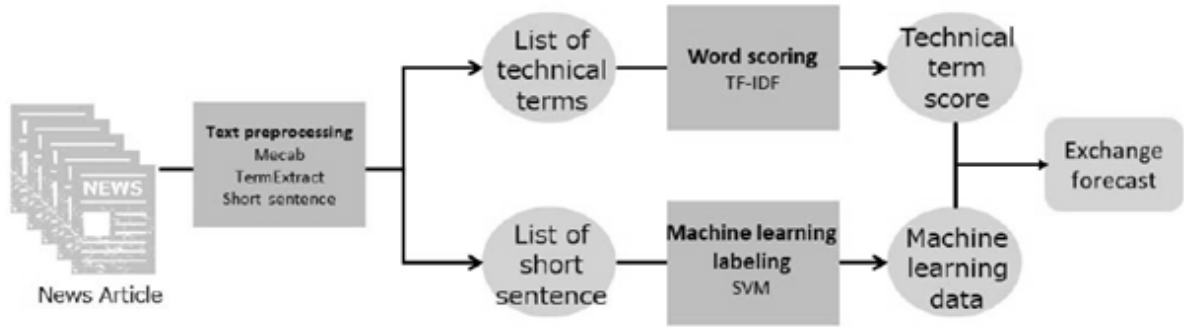 NEWS
News Article
Text preprocessing
Mecab
TermExtract
Short sentence
List of
technical
terms
Word scoring
TF-IDF
Technical
term
score
List of
short
sentence
Machine learning
labeling
SVM
Machine
learning
data
Exchange
forecast